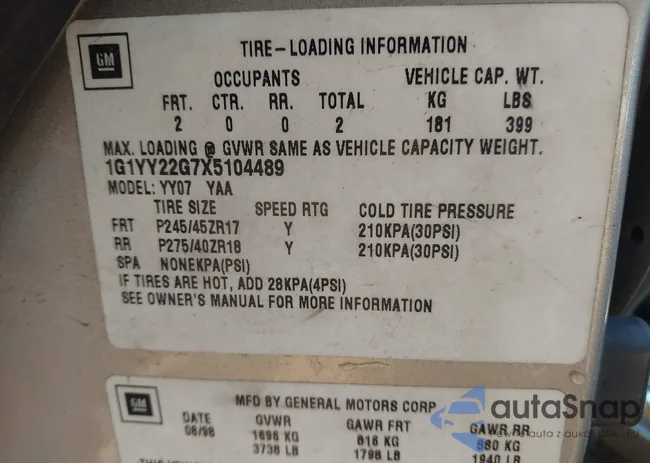 GM
TIRE-LOADING INFORMATION
OCCUPANTS VEHICLE CAP. WT.
FRT. CTR. RR. TOTAL KG LBS
2 0 0 2 181 399
MAX. LOADING @ GVWR SAME AS VEHICLE CAPACITY WEIGHT.
1G1YY22G7X5104489
MODEL: YY07 YAA
TIRE SIZE SPEED RTG COLD TIRE PRESSURE
FRT P245/45ZR17 Y 210KPA(30PSI)
RR P275/40ZR18 Y 210KPA(30PSI)
SPA NONEKPA(PSI)
IF TIRES ARE HOT, ADD 28KPA(4PSI)
SEE OWNER'S MANUAL FOR MORE INFORMATION
GM
MFD BY GENERAL MOTORS CORP
DATE GVWR GAWR FRT GAWR RR
08/98 1696 KG 816 KG 880 KG
3738 LB 1798 LB 1940 LB
autoSnap